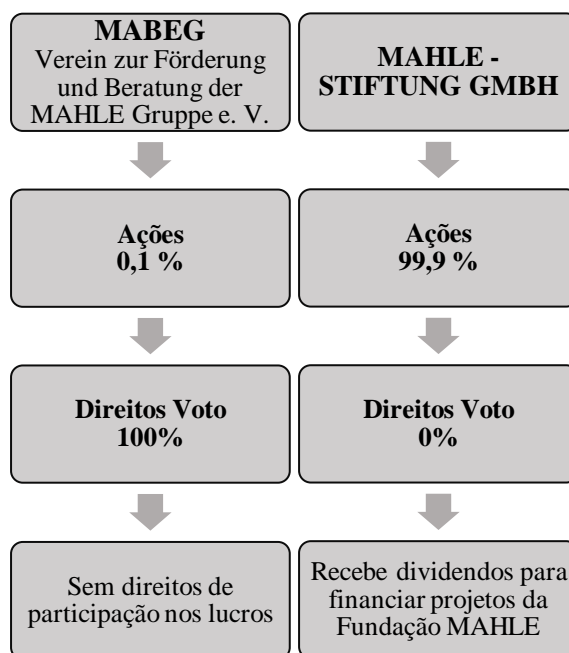 MABEG
Verein zur Förderung
und Beratung der
MAHLE Gruppe e. V.
MAHLE -
STIFTUNG GMBH
Ações
0,1 %
Ações
99,9 %
Direitos Voto
100%
Direitos Voto
0%
Sem direitos de
participação nos lucros
Recebe dividendos para
financiar projetos da
Fundação MAHLE